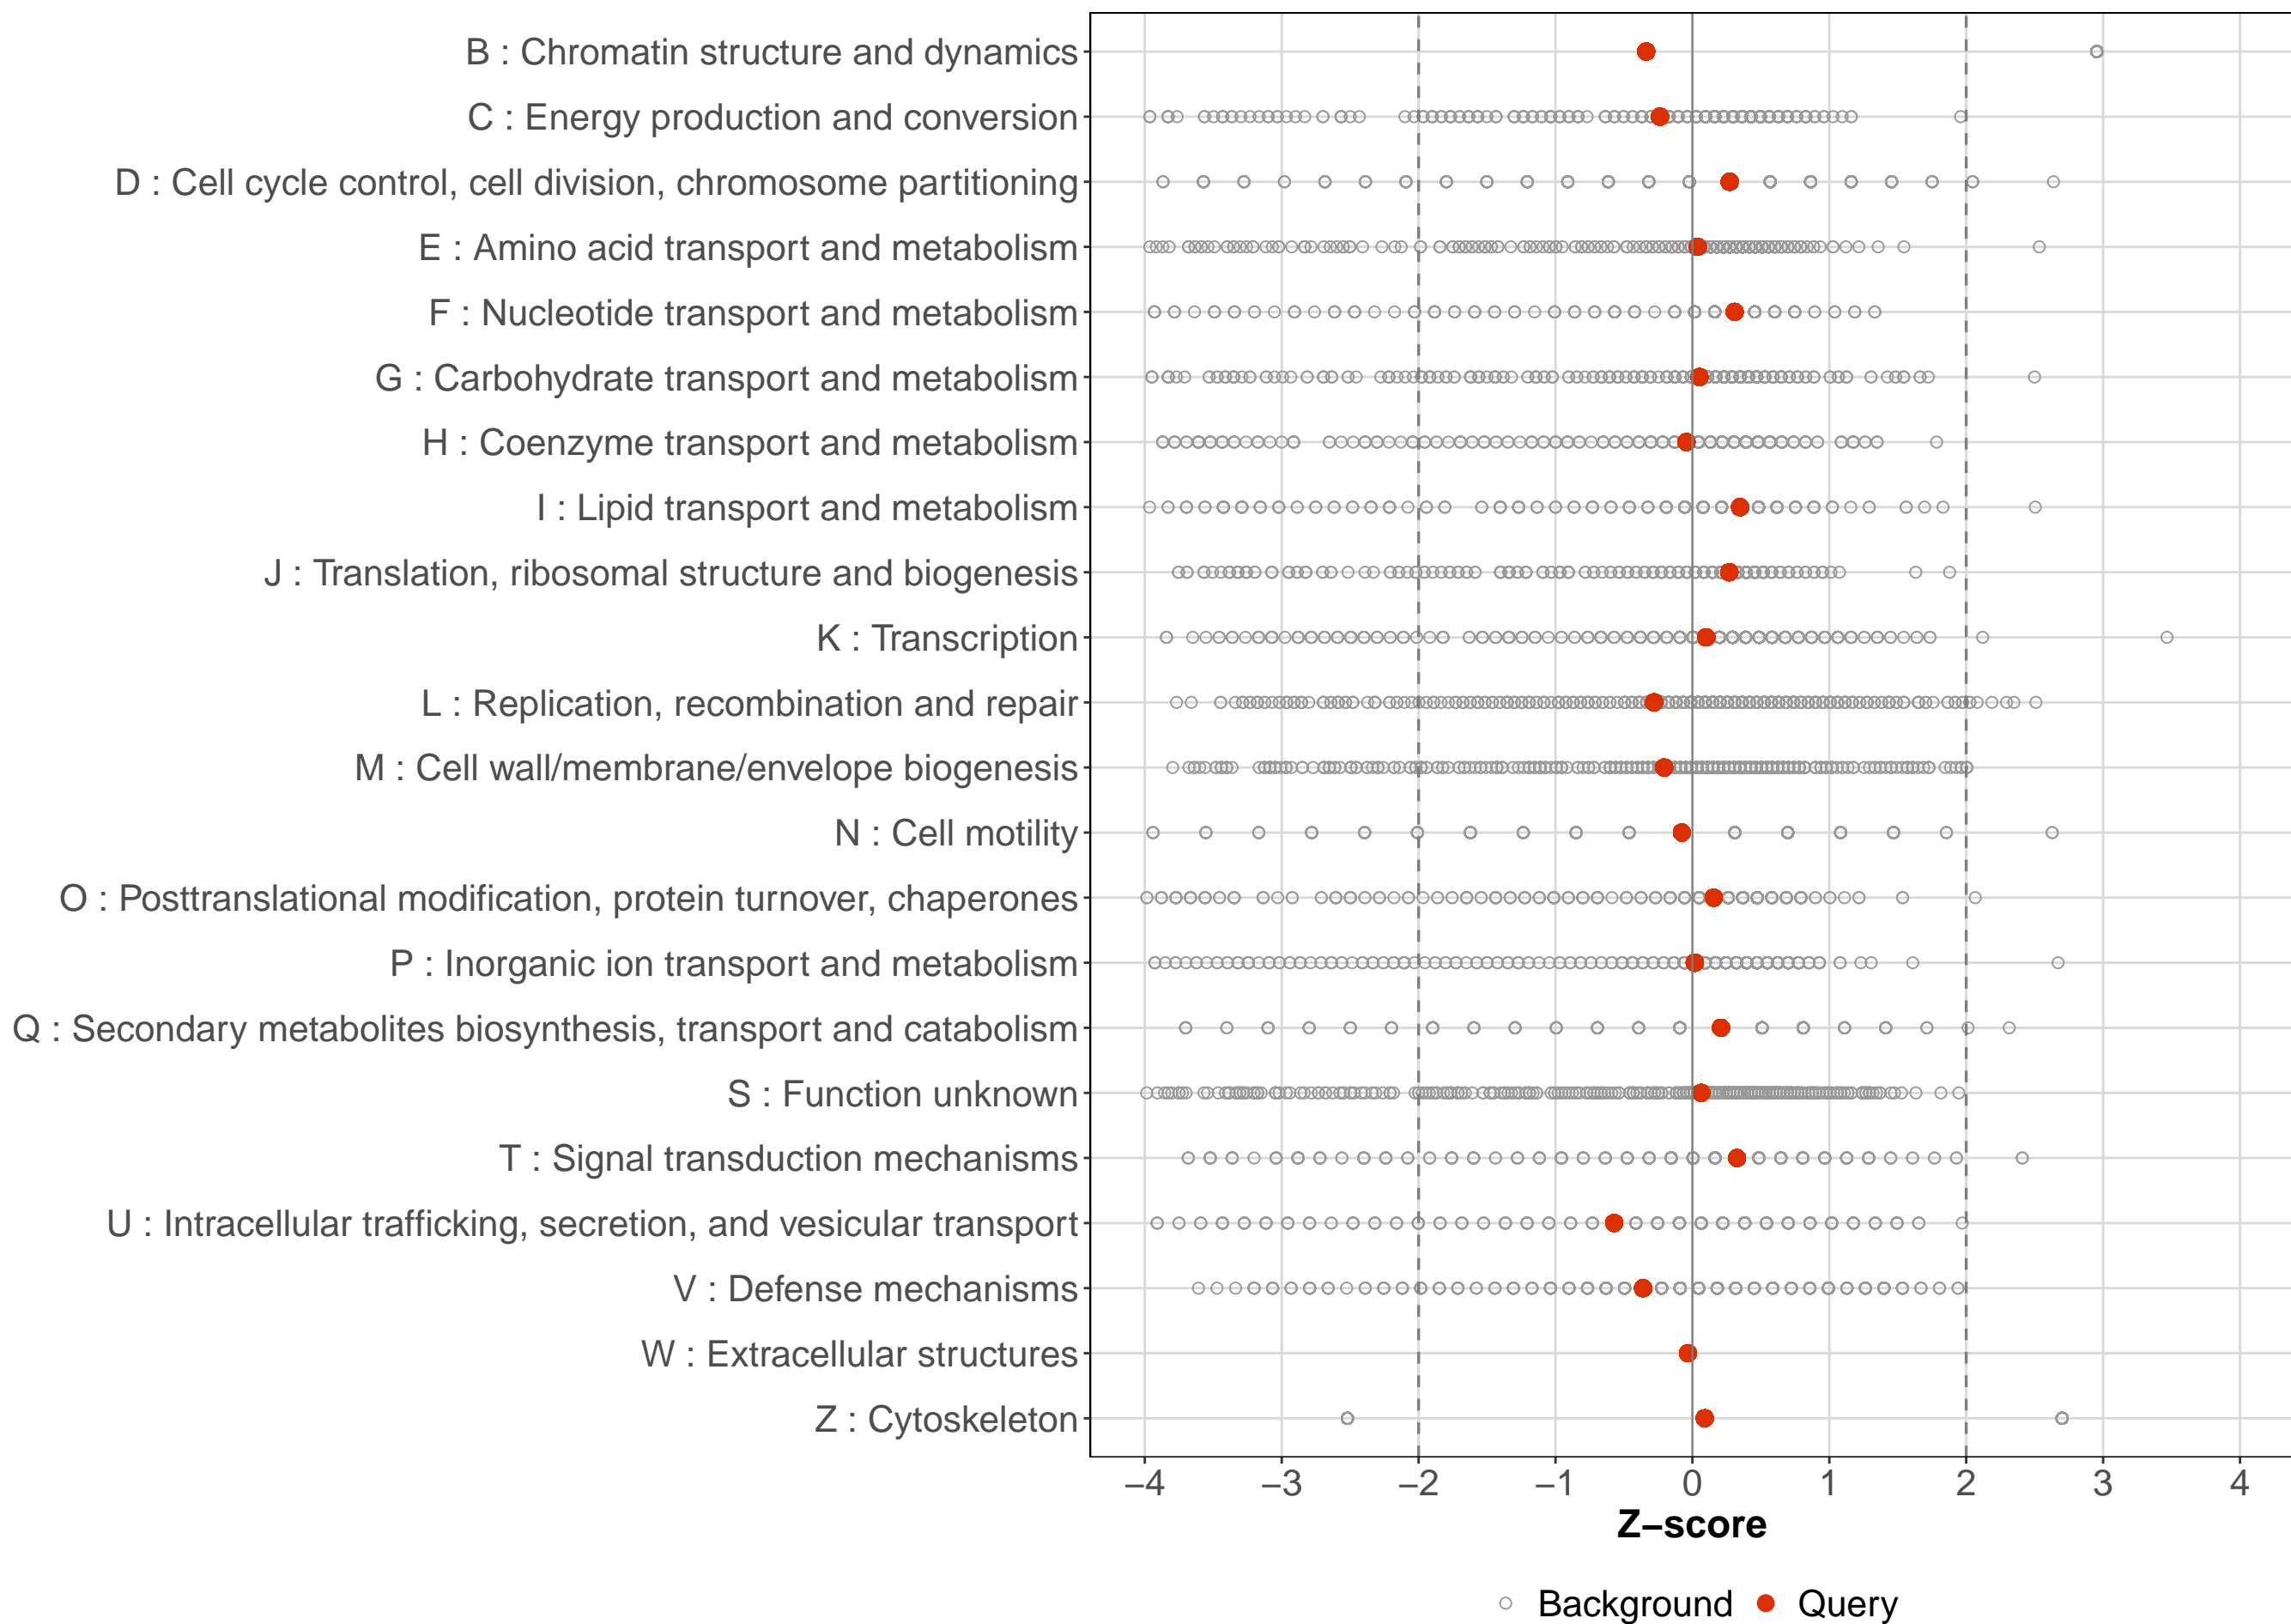 B : Chromatin structure and dynamics
C : Energy production and conversion
D : Cell cycle control, cell division, chromosome partitioning
E : Amino acid transport and metabolism
F : Nucleotide transport and metabolism
G : Carbohydrate transport and metabolism
H : Coenzyme transport and metabolism
I : Lipid transport and metabolism
J : Translation, ribosomal structure and biogenesis
K : Transcription
L : Replication, recombination and repair
M : Cell wall/membrane/envelope biogenesis
N : Cell motility
O : Posttranslational modification, protein turnover, chaperones
P : Inorganic ion transport and metabolism
Q : Secondary metabolites biosynthesis, transport and catabolism
S : Function unknown
T : Signal transduction mechanisms
U : Intracellular trafficking, secretion, and vesicular transport
V : Defense mechanisms
W : Extracellular structures
Z : Cytoskeleton
−4 −3 −2 −1 0 1 2 3 4
Z−score
Background Query